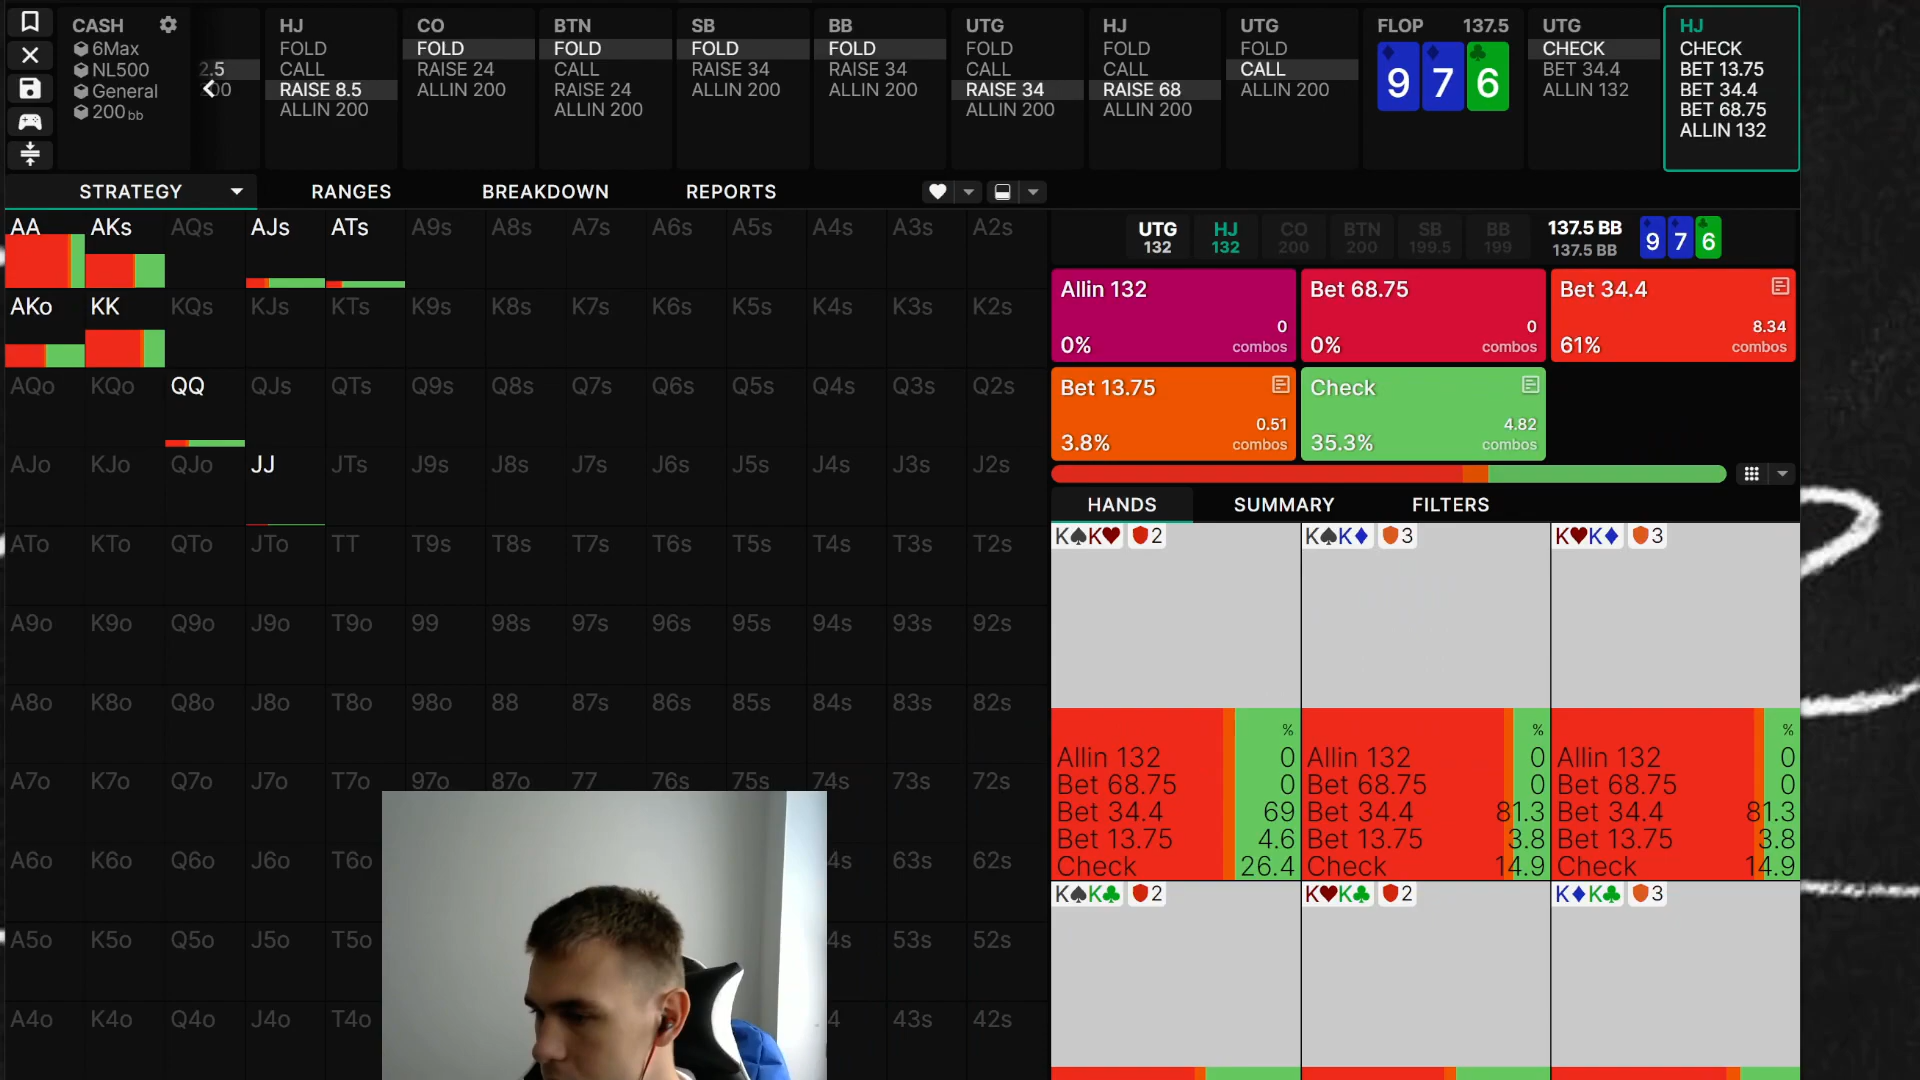 CASH
6Max
NL500
General
200bb
2.5
200
HJ
FOLD
CALL
RAISE 8.5
ALLIN 200
CO
FOLD
RAISE 24
ALLIN 200
BTN
FOLD
CALL
RAISE 24
ALLIN 200
SB
FOLD
RAISE 34
ALLIN 200
BB
FOLD
RAISE 34
ALLIN 200
UTG
FOLD
CALL
RAISE 34
ALLIN 200
HJ
FOLD
CALL
RAISE 68
ALLIN 200
UTG
FOLD
CALL
ALLIN 200
FLOP 137.5
9♦ 7♦ 6♣
UTG
CHECK
BET 34.4
ALLIN 132
HJ
CHECK
BET 13.75
BET 34.4
BET 68.75
ALLIN 132
STRATEGY RANGES BREAKDOWN REPORTS
AA AKs AQs AJs ATs A9s A8s A7s A6s A5s A4s A3s A2s
AKo KK KQs KJs KTs K9s K8s K7s K6s K5s K4s K3s K2s
AQo KQo QQ QJs QTs Q9s Q8s Q7s Q6s Q5s Q4s Q3s Q2s
AJo KJo QJo JJ JTs J9s J8s J7s J6s J5s J4s J3s J2s
ATo KTo QTo JTo TT T9s T8s T7s T6s T5s T4s T3s T2s
A9o K9o Q9o J9o T9o 99 98s 97s 96s 95s 94s 93s 92s
A8o K8o Q8o J8o T8o 98o 88 87s 86s 85s 84s 83s 82s
A7o K7o Q7o J7o T7o 97o 87o 77 76s 75s 74s 73s 72s
A6o K6o Q6o J6o T6o 4s 63s 62s
A5o K5o Q5o J5o T5o 4s 53s 52s
A4o K4o Q4o J4o T4o 4 43s 42s
UTG 132
HJ 132
CO 200
BTN 200
SB 199.5
BB 199
137.5 BB
137.5 BB
9♦ 7♦ 6♣
Allin 132
0%
0 combos
Bet 68.75
0%
0 combos
Bet 34.4
61%
8.34 combos
Bet 13.75
3.8%
0.51 combos
Check
35.3%
4.82 combos
HANDS SUMMARY FILTERS
K♠K♥ 2
%
Allin 132 0
Bet 68.75 0
Bet 34.4 69
Bet 13.75 4.6
Check 26.4
K♠K♦ 3
%
Allin 132 0
Bet 68.75 0
Bet 34.4 81.3
Bet 13.75 3.8
Check 14.9
K♥K♦ 3
%
Allin 132 0
Bet 68.75 0
Bet 34.4 81.3
Bet 13.75 3.8
Check 14.9
K♠K♣ 2
K♥K♣ 2
K♦K♣ 3